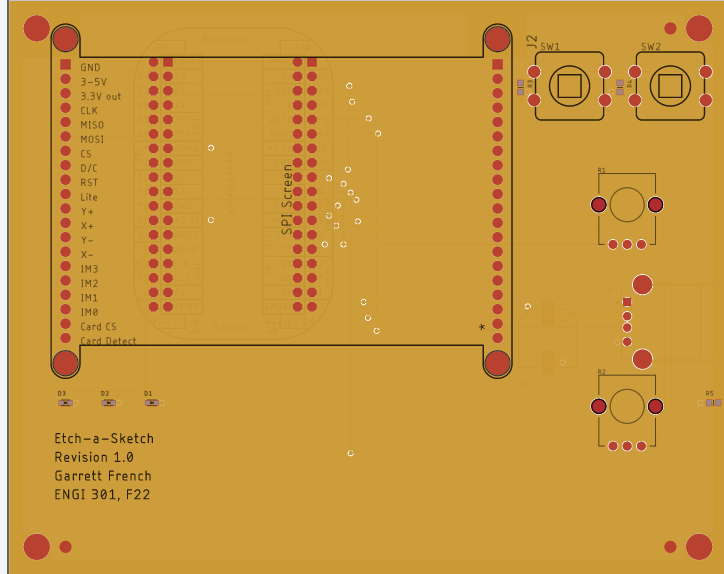 J2
SW1
SW2
GND
3-5V
3.3V out
CLK
MISO
MOSI
CS
D/C
RST
Lite
Y+
X+
Y-
X-
IM3
IM2
IM1
IM0
Card CS
Card Detect
SPI Screen
*
R3
R4
R1
R2
R5
D3
D2
D1
Etch-a-Sketch
Revision 1.0
Garrett French
ENGI 301, F22